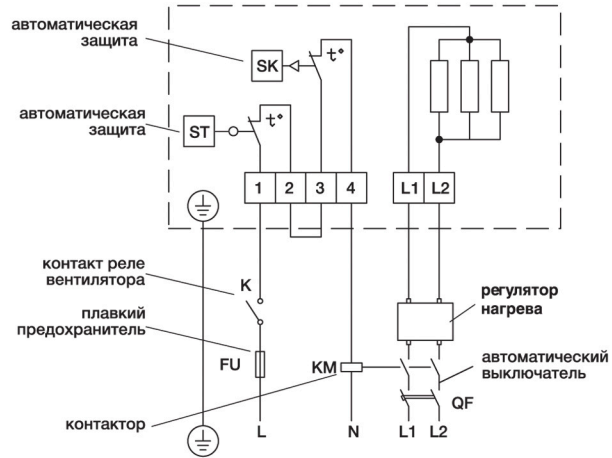 автоматическая
защита
SK
t°
автоматическая
защита
ST
t°
1
2
3
4
L1
L2
контакт реле
вентилятора
K
регулятор
нагрева
плавкий
предохранитель
FU
KM
автоматический
выключатель
QF
контактор
L
N
L1
L2